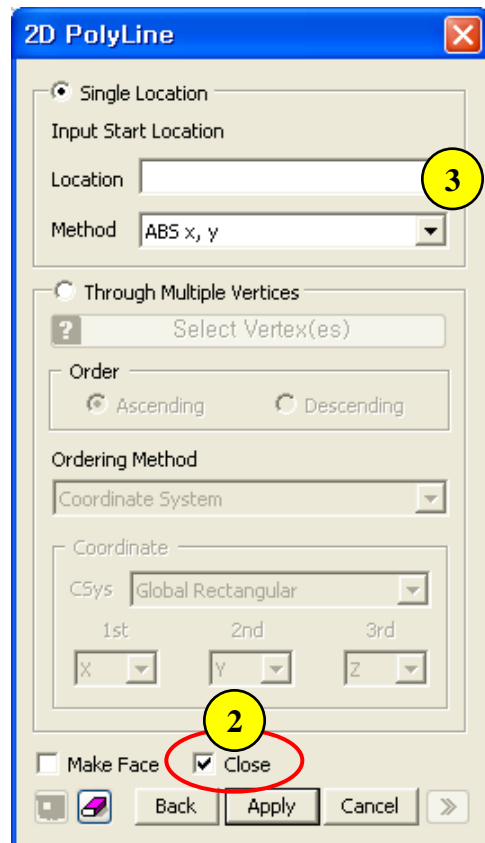 2D PolyLine
Single Location
Input Start Location
Location
3
Method ABS x, y
Through Multiple Vertices
? Select Vertex(es)
Order
Ascending Descending
Ordering Method
Coordinate System
Coordinate
CSys Global Rectangular
1st 2nd 3rd
X Y Z
2
Make Face Close
Back Apply Cancel